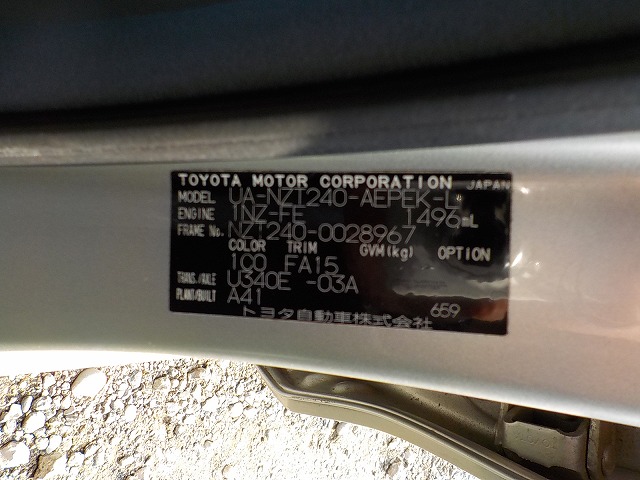 TOYOTA MOTOR CORPORATION JAPAN
MODEL UA-NZT240-AEPEK-L
ENGINE 1NZ-FE 1496mL
FRAME No. NZT240-0028967
COLOR TRIM GVM(kg) OPTION
100 FA15
TRANS./AXLE U340E -03A
PLANT/BUILT A41
トヨタ自動車株式会社 659